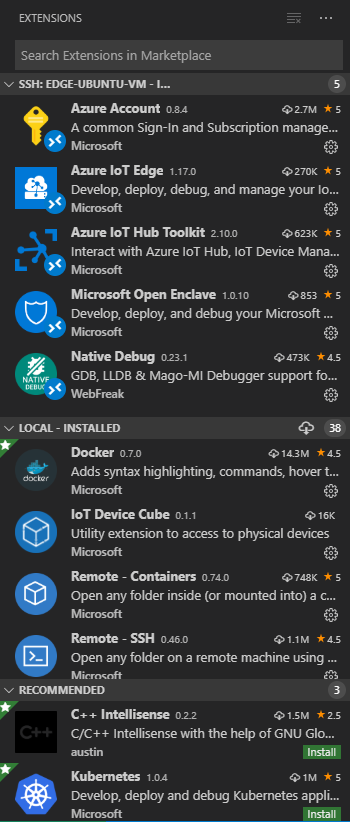 EXTENSIONS
Search Extensions in Marketplace
SSH: EDGE-UBUNTU-VM - I... 5
Azure Account 0.8.4 2.7M 5
A common Sign-In and Subscription manage...
Microsoft
Azure IoT Edge 1.17.0 270K 5
Develop, deploy, debug, and manage your Io...
Microsoft
Azure IoT Hub Toolkit 2.10.0 623K 5
Interact with Azure IoT Hub, IoT Device Mana...
Microsoft
Microsoft Open Enclave 1.0.10 853 5
Develop, deploy, and debug your Microsoft ...
Microsoft
Native Debug 0.23.1 473K 4.5
NATIVE DEBUG
GDB, LLDB & Mago-MI Debugger support fo...
WebFreak
LOCAL - INSTALLED 38
Docker 0.7.0 14.3M 4.5
docker
Adds syntax highlighting, commands, hover t...
Microsoft
IoT Device Cube 0.1.1 16K
Utility extension to access to physical devices
Microsoft
Remote - Containers 0.74.0 748K 5
Open any folder inside (or mounted into) a c...
Microsoft
Remote - SSH 0.46.0 1.1M 4.5
Open any folder on a remote machine using ...
Microsoft
RECOMMENDED 3
C++ Intellisense 0.2.2 1.5M 2.5
C++
C/C++ Intellisense with the help of GNU Glo...
austin Install
Kubernetes 1.0.4 1M 5
Develop, deploy and debug Kubernetes appli...
Microsoft Install